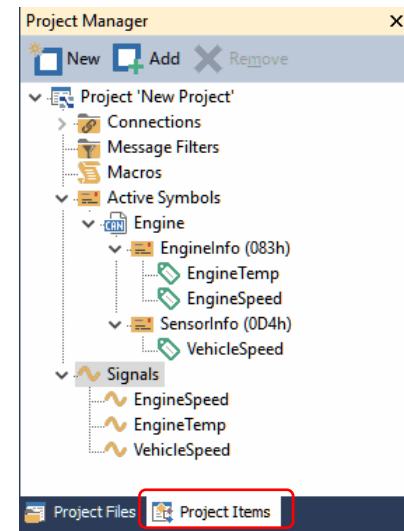 Project Manager
New Add Remove
Project 'New Project'
Connections
Message Filters
Macros
Active Symbols
CAN Engine
EngineInfo (083h)
EngineTemp
EngineSpeed
SensorInfo (0D4h)
VehicleSpeed
Signals
EngineSpeed
EngineTemp
VehicleSpeed
Project Files Project Items